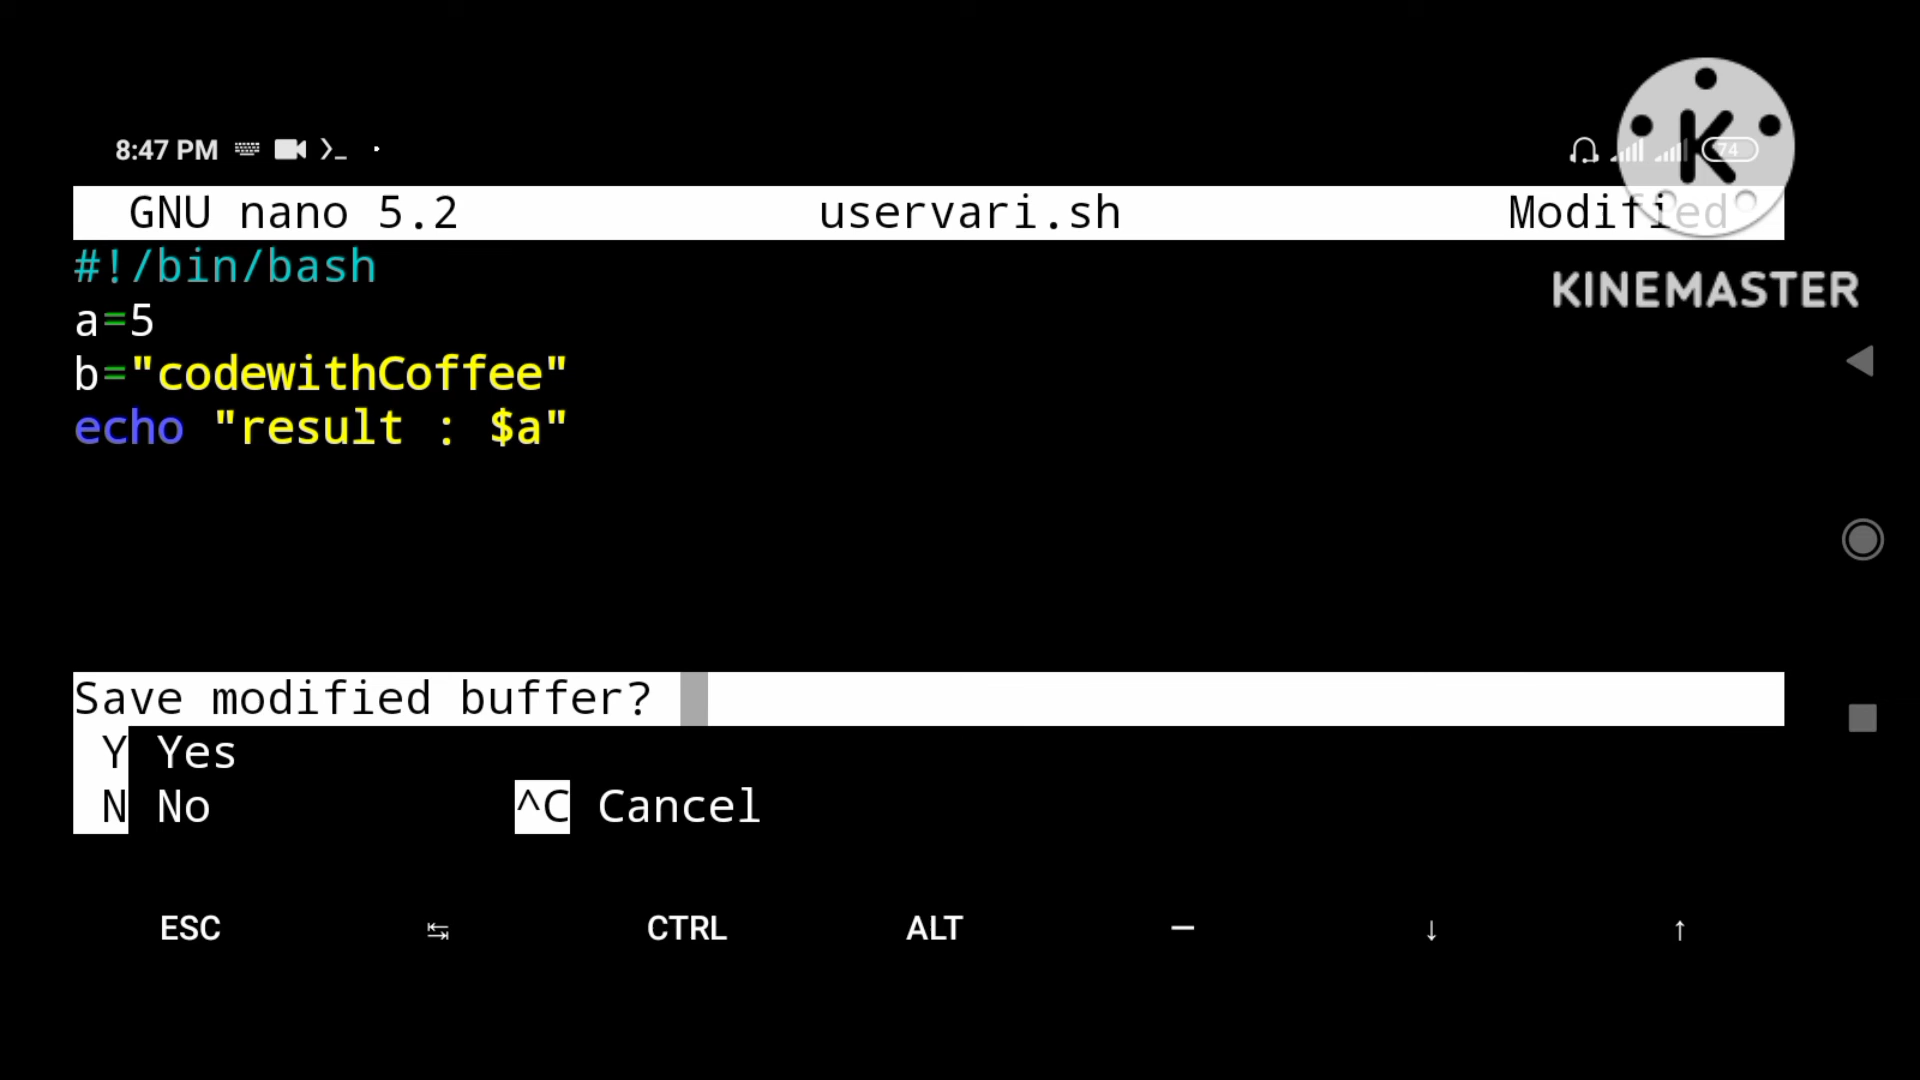 8:47 PM
74
K
GNU nano 5.2 uservari.sh Modified
#!/bin/bash
KINEMASTER
a=5
b="codewithCoffee"
echo "result : $a"
Save modified buffer?
Y Yes
N No ^C Cancel
ESC CTRL ALT